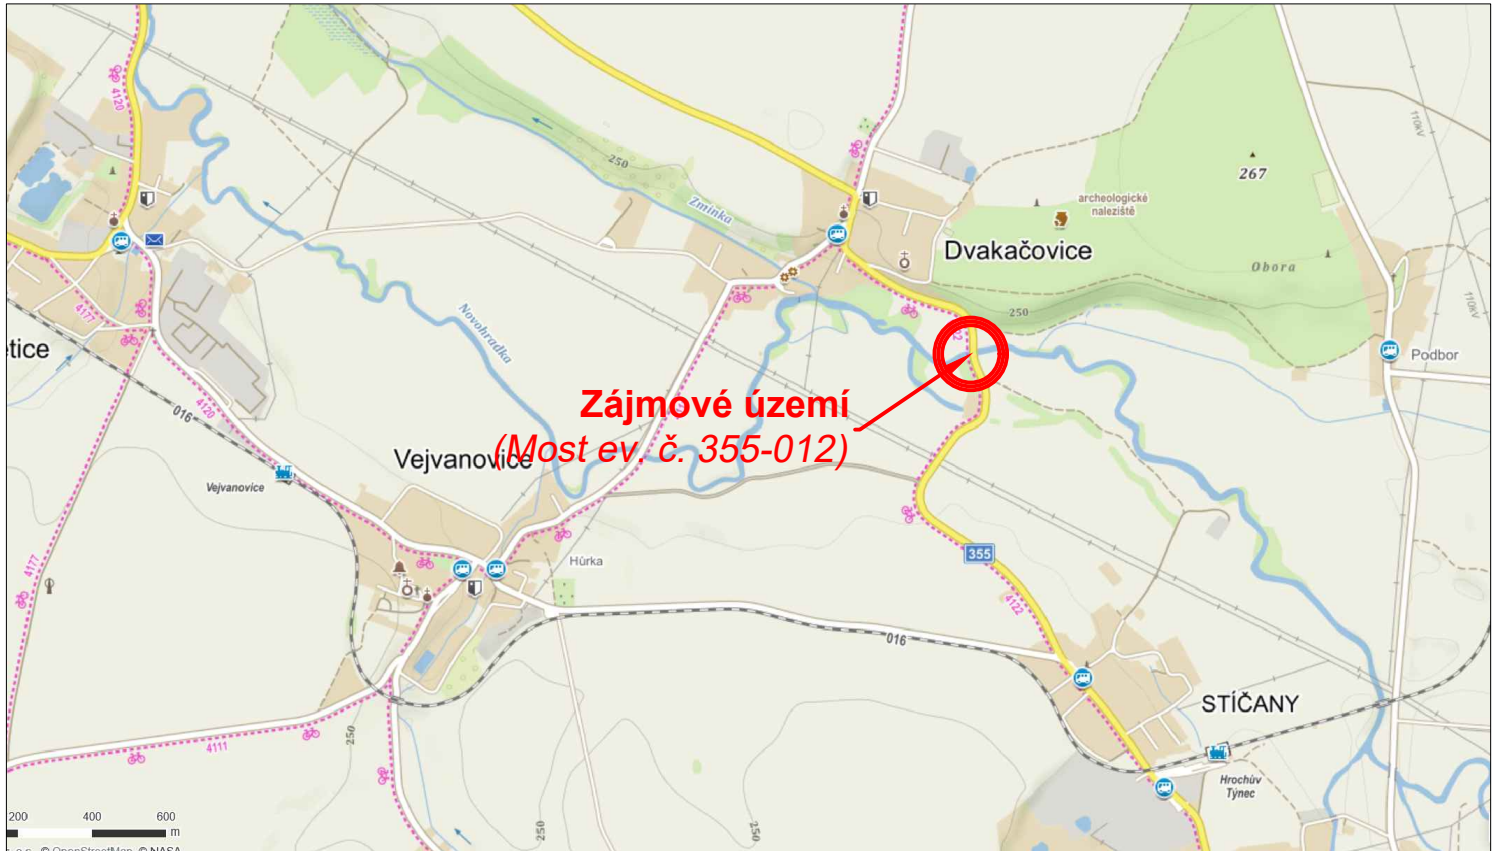 4120
110kV
250
267
archeologické
naleziště
Zminka
Dvakačovice
Obora
250
110kV
4177
Novohradka
tice
Podbor
Zájmové území
(Most ev. č. 355-012)
016
4120
Vejvanovice
Vejvanovice
355
Hůrka
4177
4122
016
STÍČANY
4111
250
Hrochův
Týnec
200 400 600
m
250
250
© OpenStreetMap, © NASA